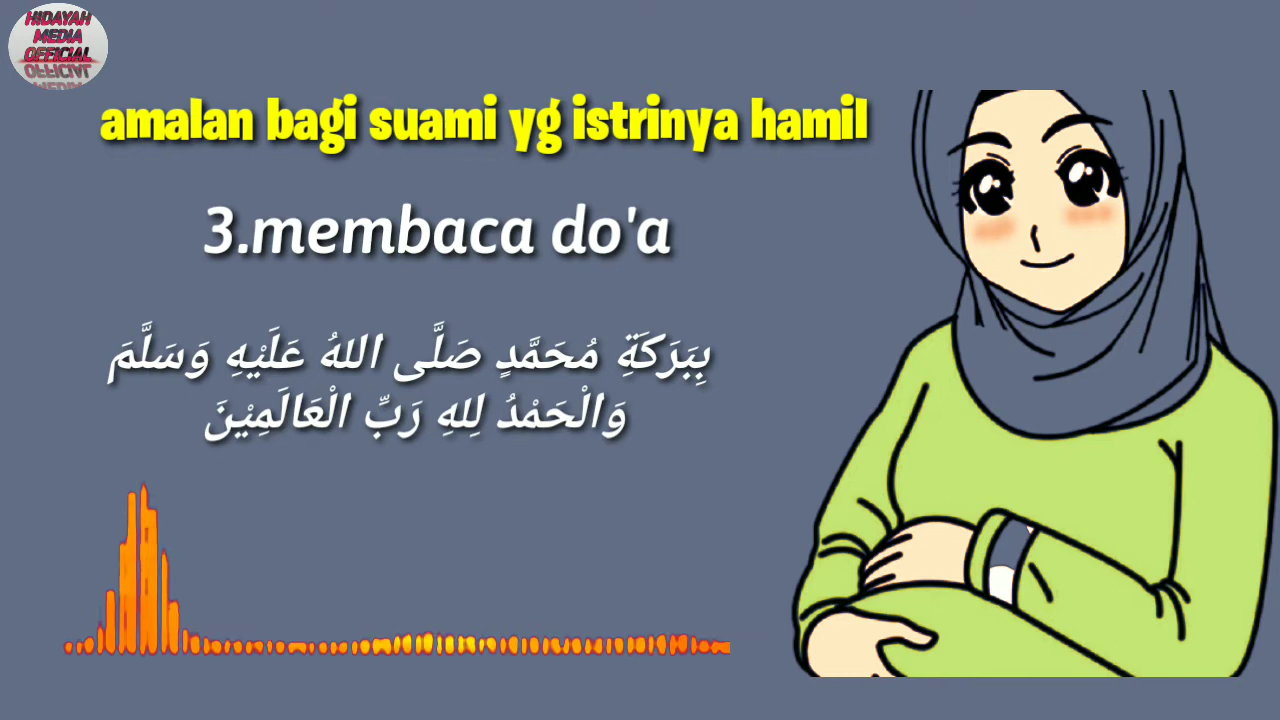 HIDAYAH
MEDIA
OFFICIAL
amalan bagi suami yg istrinya hamil
3.membaca do'a
بِبَرَكَةِ مُحَمَّدٍ صَلَّى اللهُ عَلَيْهِ وَسَلَّمَ
وَالْحَمْدُ لِلهِ رَبِّ الْعَالَمِيْنَ